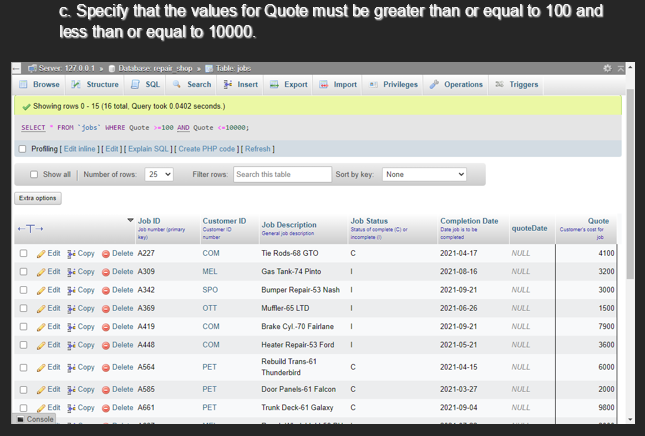 c. Specify that the values for Quote must be greater than or equal to 100 and
less than or equal to 10000.
Server: 127.0.0.1 » Database: repair_shop » Table: jobs
Browse Structure SQL Search Insert Export Import Privileges Operations Triggers
Showing rows 0 - 15 (16 total, Query took 0.0402 seconds.)
SELECT * FROM `jobs` WHERE Quote >=100 AND Quote <=10000;
Profiling [ Edit inline ] [ Edit ] [ Explain SQL ] [ Create PHP code ] [ Refresh ]
Show all | Number of rows: 25 Filter rows: Search this table Sort by key: None
Extra options
←T→ Job ID Customer ID Job Description Job Status Completion Date quoteDate Quote
Job number (primary key) Customer ID number General job description Status of complete (C) or incomplete (I) Date job is to be completed Customer's cost for job
Edit Copy Delete A227 COM Tie Rods-68 GTO C 2021-04-17 NULL 4100
Edit Copy Delete A309 MEL Gas Tank-74 Pinto I 2021-08-16 NULL 3200
Edit Copy Delete A342 SPO Bumper Repair-53 Nash I 2021-09-21 NULL 3000
Edit Copy Delete A369 OTT Muffler-65 LTD I 2021-06-26 NULL 1500
Edit Copy Delete A419 COM Brake Cyl.-70 Fairlane I 2021-09-21 NULL 7900
Edit Copy Delete A448 COM Heater Repair-53 Ford I 2021-05-21 NULL 3600
Edit Copy Delete A564 PET Rebuild Trans-61 Thunderbird C 2021-04-15 NULL 6000
Edit Copy Delete A585 PET Door Panels-61 Falcon C 2021-03-27 NULL 2000
Edit Copy Delete A661 PET Trunk Deck-61 Galaxy C 2021-09-04 NULL 9800
Console